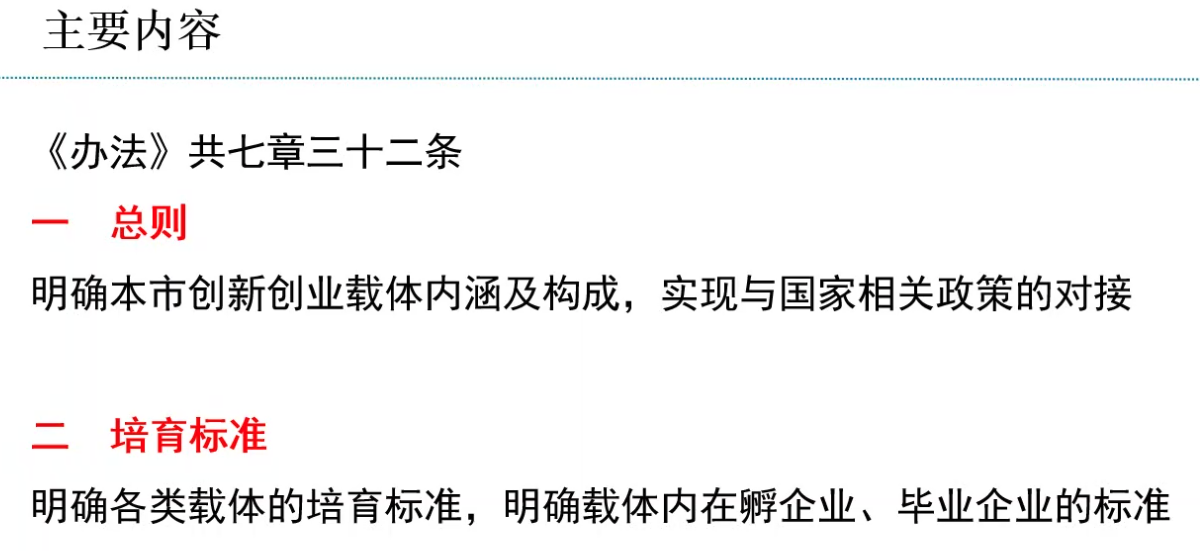 主要内容
《办法》共七章三十二条
一 总则
明确本市创新创业载体内涵及构成，实现与国家相关政策的对接
二 培育标准
明确各类载体的培育标准，明确载体内在孵企业、毕业企业的标准